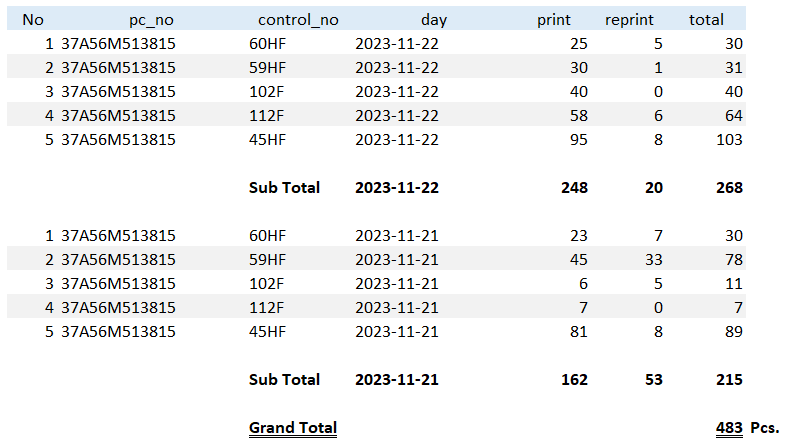 No pc_no control_no day print reprint total
1 37A56M513815 60HF 2023-11-22 25 5 30
2 37A56M513815 59HF 2023-11-22 30 1 31
3 37A56M513815 102F 2023-11-22 40 0 40
4 37A56M513815 112F 2023-11-22 58 6 64
5 37A56M513815 45HF 2023-11-22 95 8 103
Sub Total 2023-11-22 248 20 268
1 37A56M513815 60HF 2023-11-21 23 7 30
2 37A56M513815 59HF 2023-11-21 45 33 78
3 37A56M513815 102F 2023-11-21 6 5 11
4 37A56M513815 112F 2023-11-21 7 0 7
5 37A56M513815 45HF 2023-11-21 81 8 89
Sub Total 2023-11-21 162 53 215
Grand Total 483 Pcs.